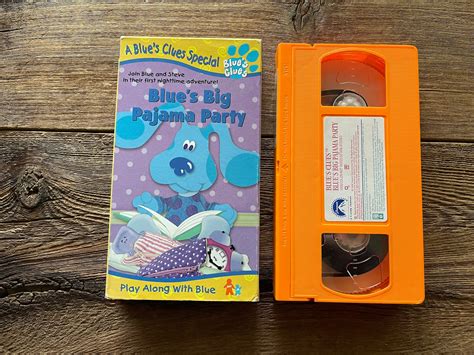 A Blue's Clues Special
Blue's
Clues
Join Blue and Steve
in their first nighttime adventure!
Blue's Big
Pajama Party
Play Along With Blue
BLUE'S CLUES™
BLUE'S BIG PAJAMA PARTY